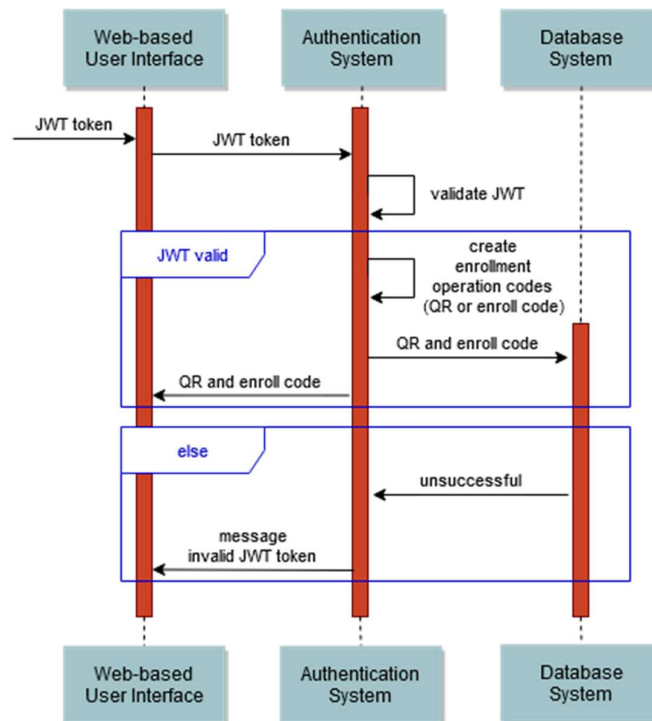 Web-based
User Interface
Authentication
System
Database
System
JWT token
JWT token
validate JWT
JWT valid
create
enrollment
operation codes
(QR or enroll code)
QR and enroll code
QR and enroll code
else
unsuccessful
message
invalid JWT token
Web-based
User Interface
Authentication
System
Database
System